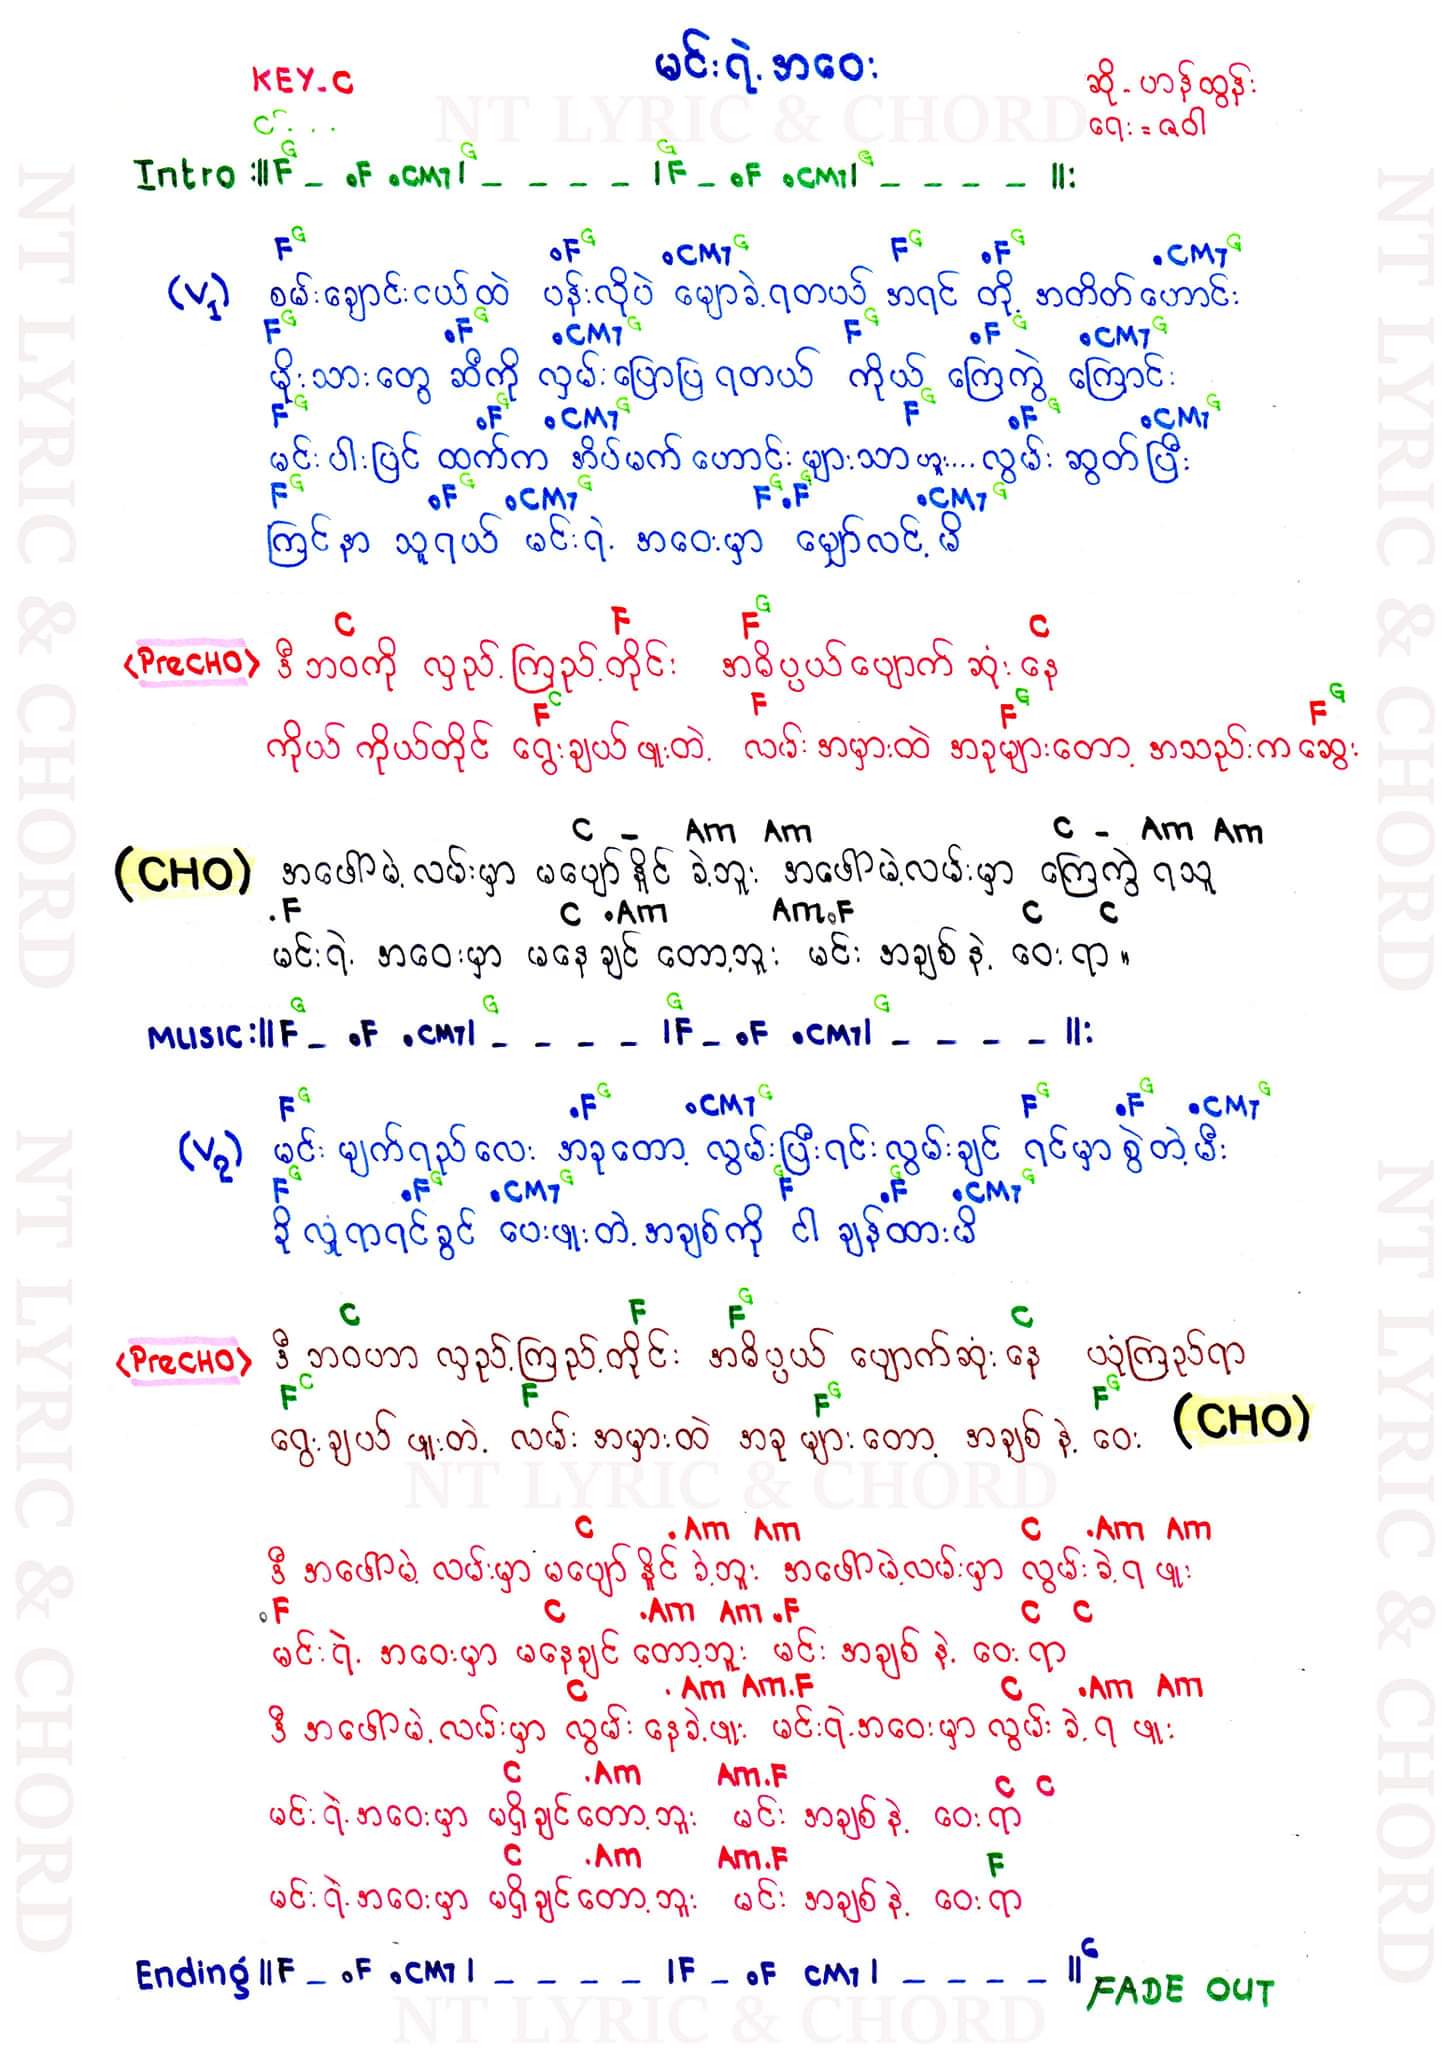 မင်းရဲ့အဝေး
KEY-C
ဆို - ဟန်ထွန်း
ရေး = ဇဝါ
NT LYRIC & CHORD
Intro :|| F G _ .F .CM7 | G _ _ _ _ | F G _ .F .CM7 | G _ _ _ _ ||:
F G .F G .CM7 G F G .F G .CM7 G
(V1) စမ်းချောင်းငယ်ထဲ ပန်းလိုပဲ မျောခဲ့ရတယ် အရင် တို့ အတိတ်ဟောင်း
F G .F G .CM7 G F G .F G .CM7 G
မိုးသားတွေ ဆီကို လှမ်းပြောပြ ရတယ် ကိုယ့် ကြေကွဲ ကြောင်း
F G .F G .CM7 G F G .F G .CM7 G
မင်းပါးပြင် ထက်က အိပ်မက်ဟောင်းများသာဟူး... လွမ်းဆွတ်ပြီး
F G .F G .CM7 G F G .F G .CM7 G
ကြင်နာ သူရယ် မင်းရဲ့ အဝေးမှာ မျှော်လင့်မိ
C F F G C
<PreCHO> ဒီဘဝကို လှည့်ကြည့်တိုင်း အဓိပ္ပယ်ပျောက်ဆုံးနေ
F C F F G F G
ကိုယ် ကိုယ်တိုင် ရွေးချယ်ဖူးတဲ့ လမ်းအမှားထဲ အခုများတော့ အသည်းကဆွေး
C - Am Am C - Am Am
(CHO) အဖော်မဲ့လမ်းမှာ မပျော်နိူင်ခဲ့ဘူး အဖော်မဲ့လမ်းမှာ ကြေကွဲရသူ
.F C .Am Am.F C C
မင်းရဲ့ အဝေးမှာ မနေချင်တော့ဘူး မင်း အချစ်နဲ့ ဝေးရာ။
MUSIC :|| F G _ .F .CM7 | G _ _ _ _ | F G _ .F .CM7 | G _ _ _ _ ||:
F G .F G .CM7 G F G .F G .CM7 G
(V2) မင်း မျက်ရည်လေး အခုတော့ လွမ်းပြီးရင်းလွမ်းချင် ရင်မှာစွဲတဲ့မီး
F G .F G .CM7 G F G .F G .CM7 G
ခိုလှုံရာရင်ခွင် ပေးဖူးတဲ့အချစ်ကို ငါ ချန်ထားမိ
C F F G C
<PreCHO> ဒီဘဝဟာ လှည့်ကြည့်တိုင်း အဓိပ္ပယ် ပျောက်ဆုံးနေ ယုံကြည်ရာ
F C F F G F G
ရွေးချယ်ဖူးတဲ့ လမ်းအမှားထဲ အခုများတော့ အချစ်နဲ့ ဝေး (CHO)
NT LYRIC & CHORD
C .Am Am C .Am Am
ဒီအဖော်မဲ့လမ်းမှာ မပျော်နိူင်ခဲ့ဘူး အဖော်မဲ့လမ်းမှာ လွမ်းခဲ့ရဖူး
.F C .Am Am.F C C
မင်းရဲ့ အဝေးမှာ မနေချင်တော့ဘူး မင်း အချစ်နဲ့ ဝေးရာ
C .Am Am.F C .Am Am
ဒီအဖော်မဲ့လမ်းမှာ လွမ်းနေခဲ့ဖူး မင်းရဲ့အဝေးမှာ လွမ်းခဲ့ရဖူး
C .Am Am.F C C
မင်းရဲ့အဝေးမှာ မရှိချင်တော့ဘူး မင်း အချစ်နဲ့ ဝေးရာ
C .Am Am.F F
မင်းရဲ့အဝေးမှာ မရှိချင်တော့ဘူး မင်း အချစ်နဲ့ ဝေးရာ
Ending || F _ .F .CM7 | _ _ _ _ | F _ .F CM7 | _ _ _ _ || G FADE OUT
NT LYRIC & CHORD
NT LYRIC & CHORD
NT LYRIC & CHORD
NT LYRIC & CHORD
NT LYRIC & CHORD